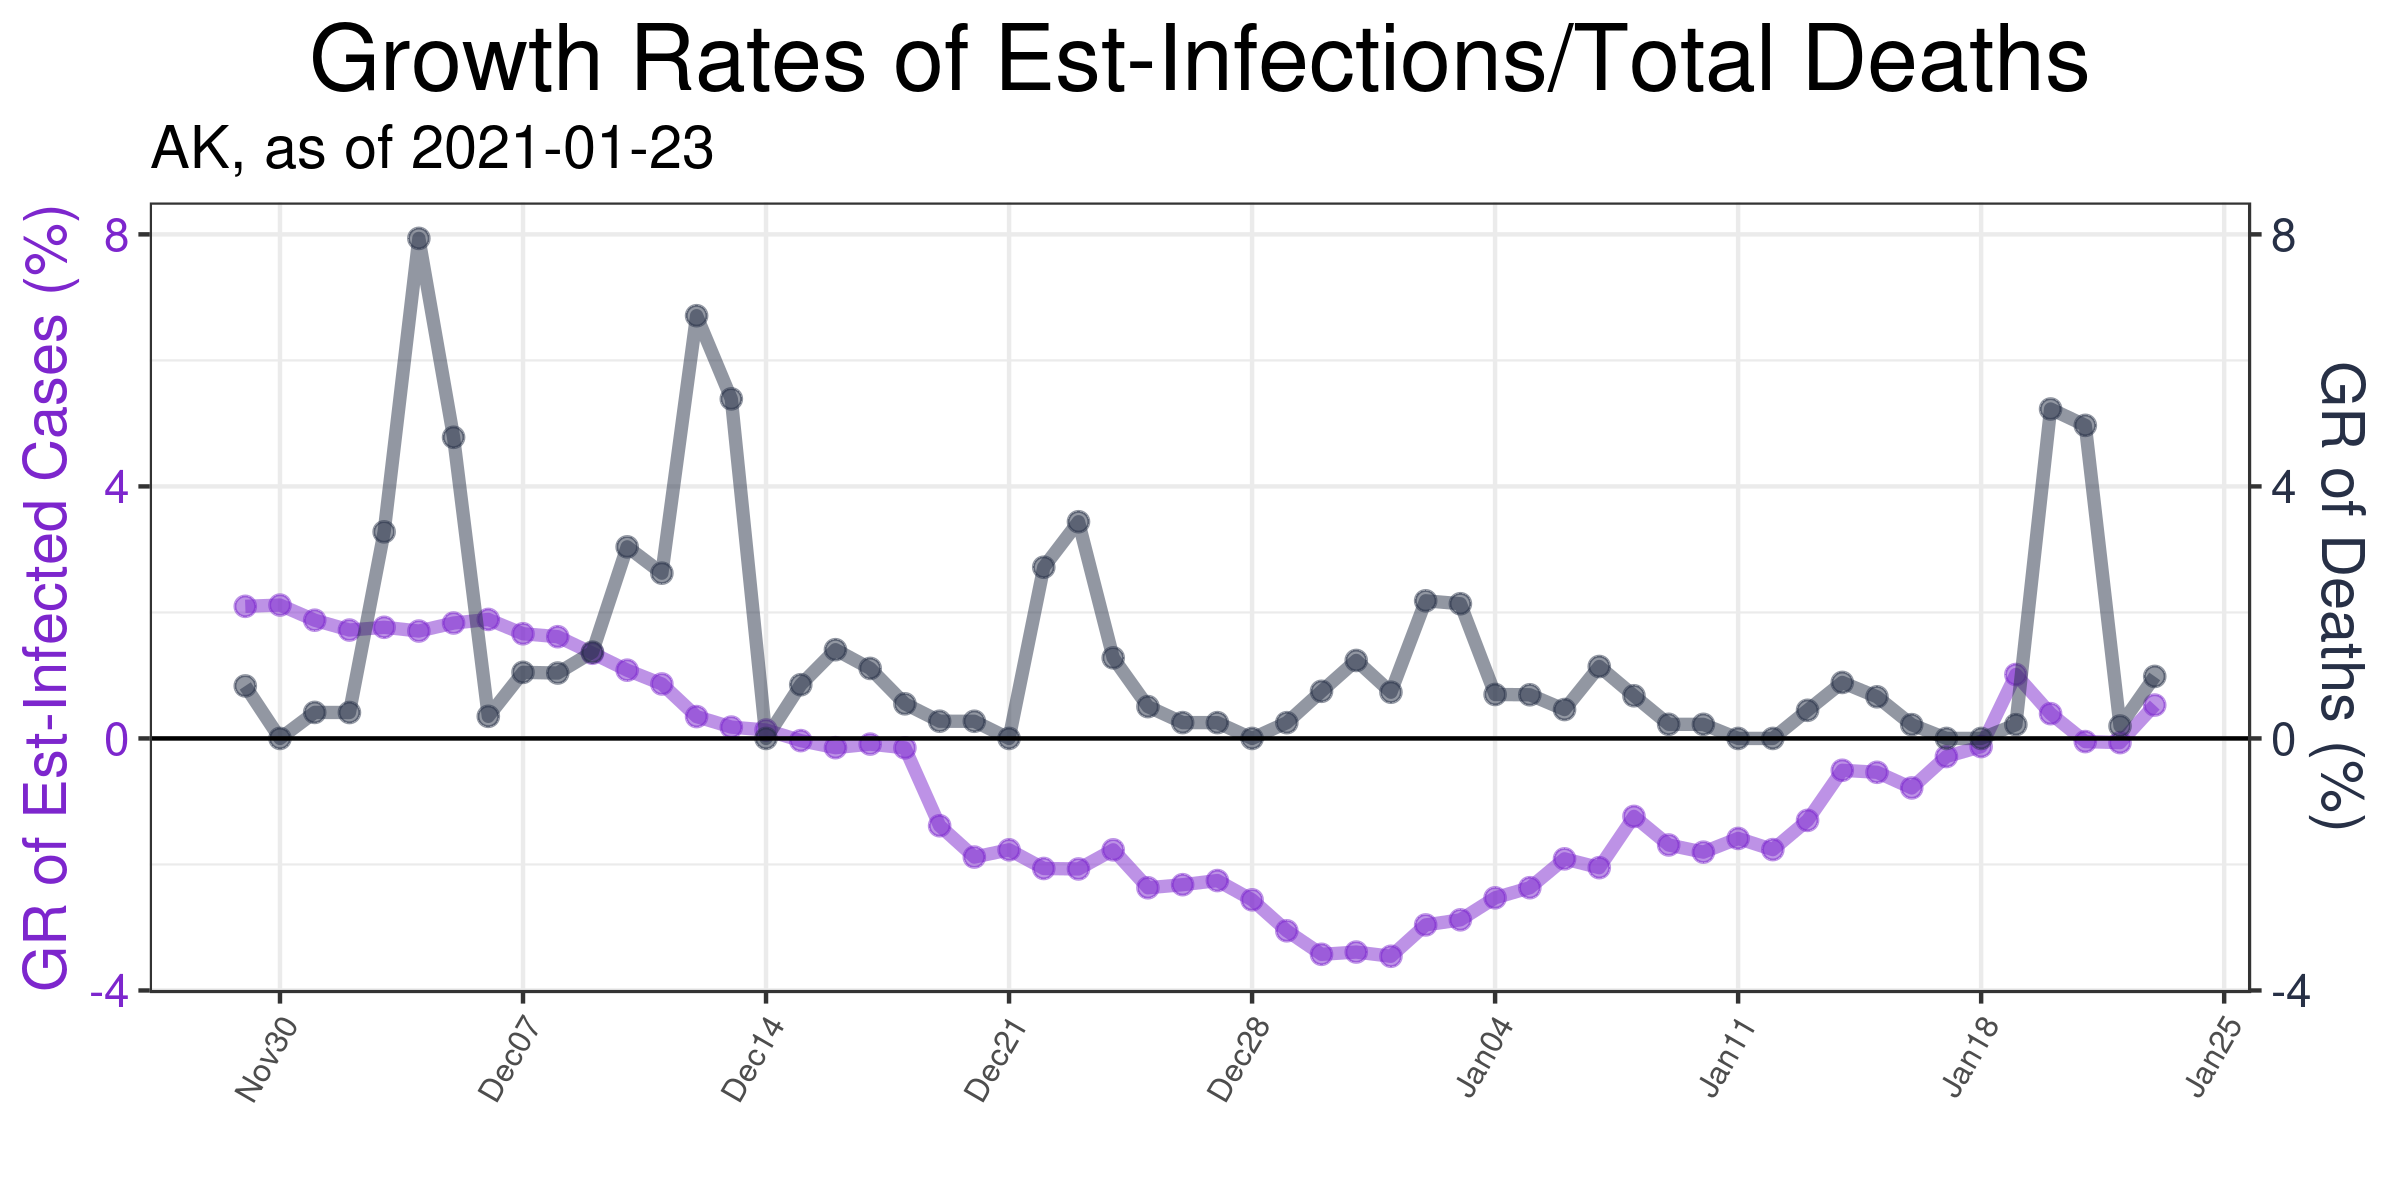 Growth Rates of Est-Infections/Total Deaths
AK, as of 2021-01-23
GR of Est-Infected Cases (%)
8
4
0
-4
8
4
0
-4
GR of Deaths (%)
Nov30
Dec07
Dec14
Dec21
Dec28
Jan04
Jan11
Jan18
Jan25